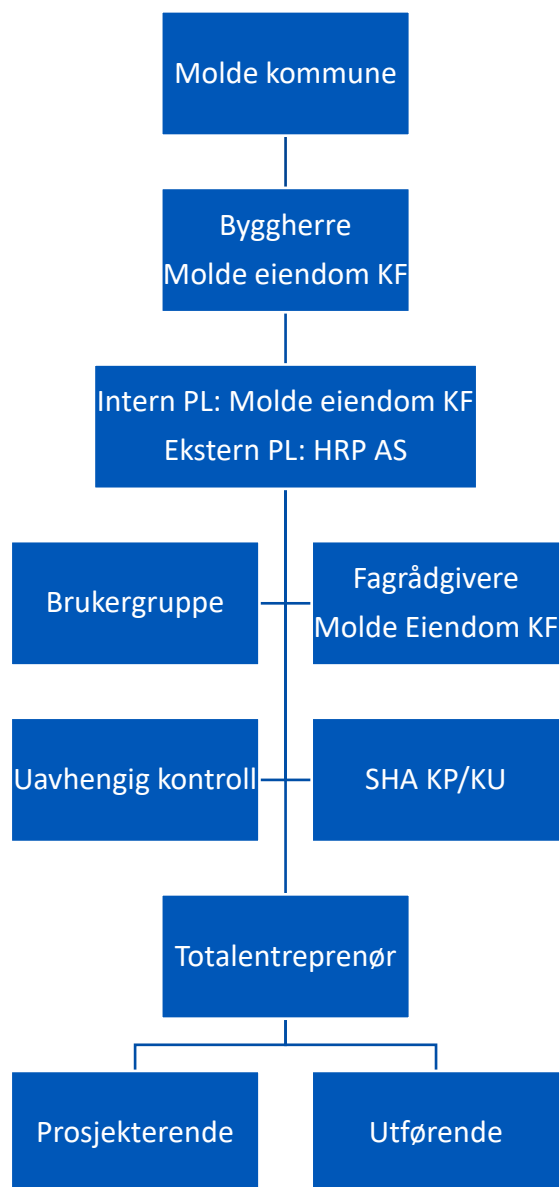 Molde kommune
Byggherre
Molde eiendom KF
Intern PL: Molde eiendom KF
Ekstern PL: HRP AS
Brukergruppe
Fagrådgivere
Molde Eiendom KF
Uavhengig kontroll
SHA KP/KU
Totalentreprenør
Prosjekterende
Utførende